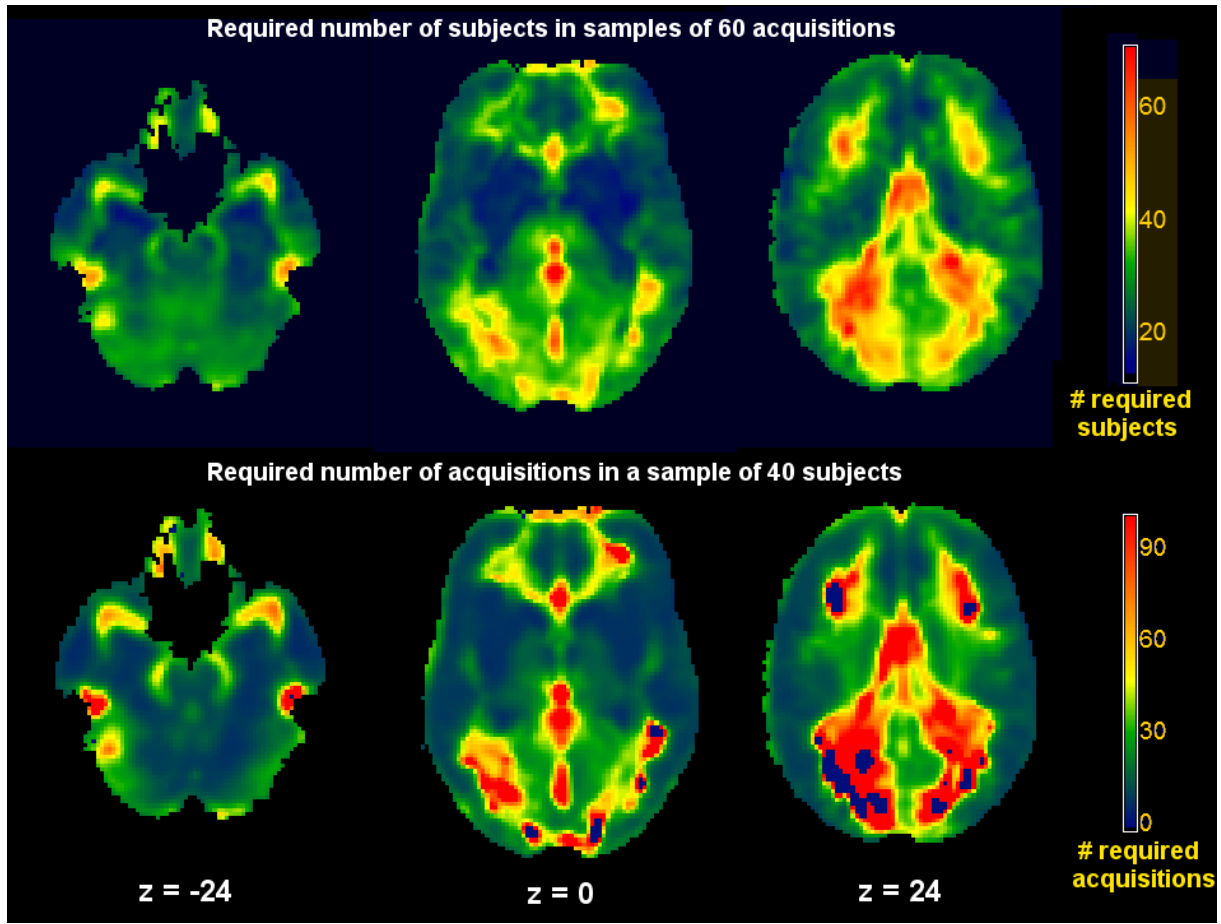 Required number of subjects in samples of 60 acquisitions
60
40
20
# required
subjects
Required number of acquisitions in a sample of 40 subjects
90
60
30
0
# required
acquisitions
z = -24
z = 0
z = 24